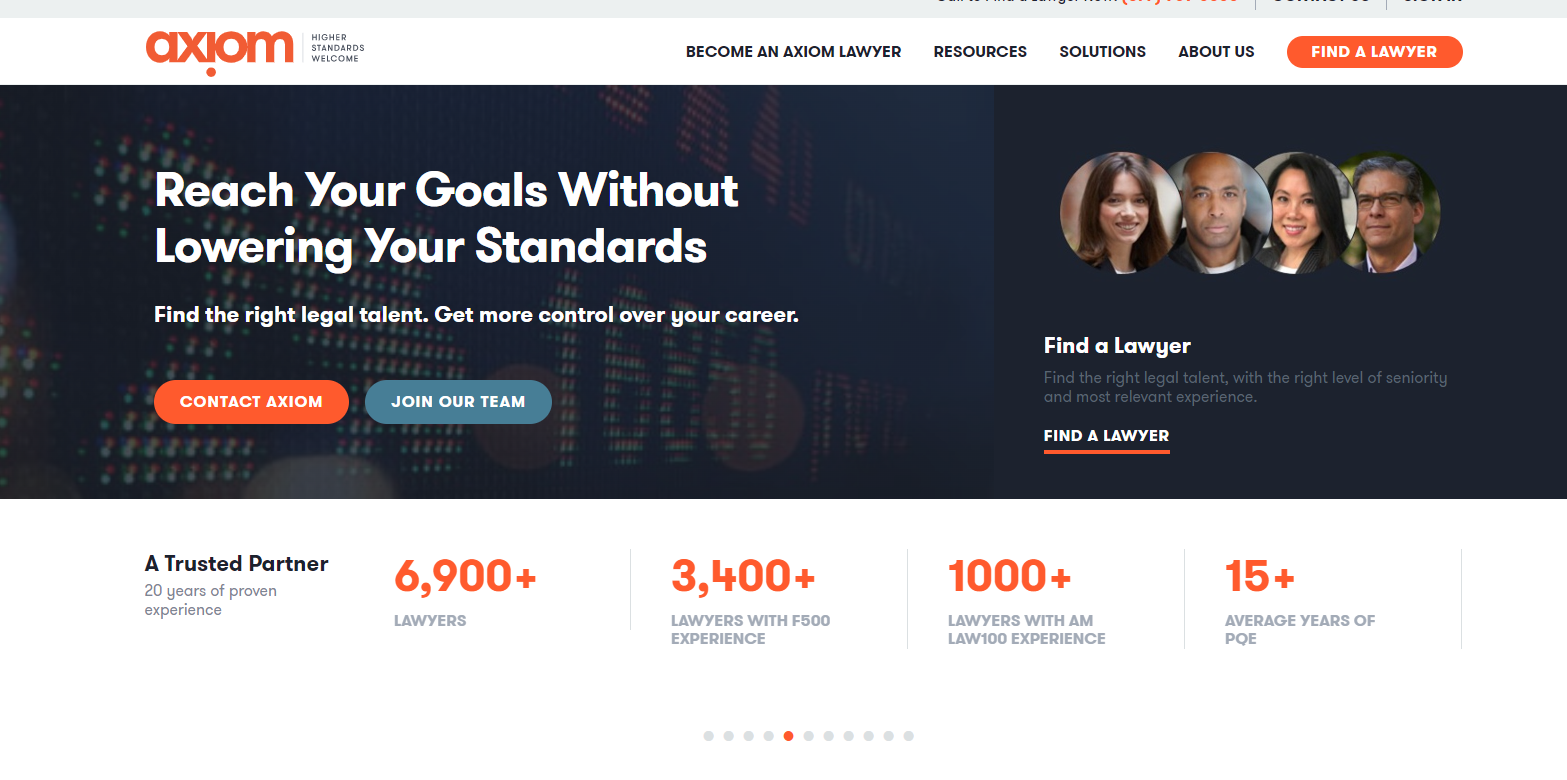 axiom
HIGHER
STANDARDS
WELCOME
BECOME AN AXIOM LAWYER
RESOURCES
SOLUTIONS
ABOUT US
FIND A LAWYER
Reach Your Goals Without
Lowering Your Standards
Find the right legal talent. Get more control over your career.
CONTACT AXIOM
JOIN OUR TEAM
Find a Lawyer
Find the right legal talent, with the right level of seniority
and most relevant experience.
FIND A LAWYER
A Trusted Partner
20 years of proven
experience
6,900+
LAWYERS
3,400+
LAWYERS WITH F500
EXPERIENCE
1000+
LAWYERS WITH AM
LAW100 EXPERIENCE
15+
AVERAGE YEARS OF
PQE